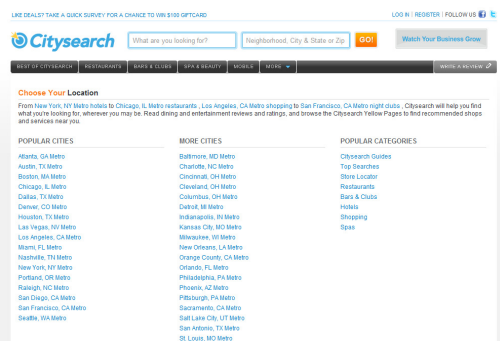 LIKE DEALS? TAKE A QUICK SURVEY FOR A CHANCE TO WIN $100 GIFTCARD
LOG IN | REGISTER | FOLLOW US
Citysearch
What are you looking for?
Neighborhood, City & State or Zip
GO!
Watch Your Business Grow
BEST OF CITYSEARCH
RESTAURANTS
BARS & CLUBS
SPA & BEAUTY
MOBILE
MORE
WRITE A REVIEW
Choose Your Location
From New York, NY Metro hotels to Chicago, IL Metro restaurants , Los Angeles, CA Metro shopping to San Francisco, CA Metro night clubs , Citysearch will help you find
what you're looking for, wherever you may be. Read dining and entertainment reviews and ratings, and browse the Citysearch Yellow Pages to find recommended shops
and services near you.
POPULAR CITIES
Atlanta, GA Metro
Austin, TX Metro
Boston, MA Metro
Chicago, IL Metro
Dallas, TX Metro
Denver, CO Metro
Houston, TX Metro
Las Vegas, NV Metro
Los Angeles, CA Metro
Miami, FL Metro
Nashville, TN Metro
New York, NY Metro
Portland, OR Metro
Raleigh, NC Metro
San Diego, CA Metro
San Francisco, CA Metro
Seattle, WA Metro
MORE CITIES
Baltimore, MD Metro
Charlotte, NC Metro
Cincinnati, OH Metro
Cleveland, OH Metro
Columbus, OH Metro
Detroit, MI Metro
Indianapolis, IN Metro
Kansas City, MO Metro
Milwaukee, WI Metro
New Orleans, LA Metro
Orange County, CA Metro
Orlando, FL Metro
Philadelphia, PA Metro
Phoenix, AZ Metro
Pittsburgh, PA Metro
Sacramento, CA Metro
Salt Lake City, UT Metro
San Antonio, TX Metro
St. Louis, MO Metro
POPULAR CATEGORIES
Citysearch Guides
Top Searches
Store Locator
Restaurants
Bars & Clubs
Hotels
Shopping
Spas